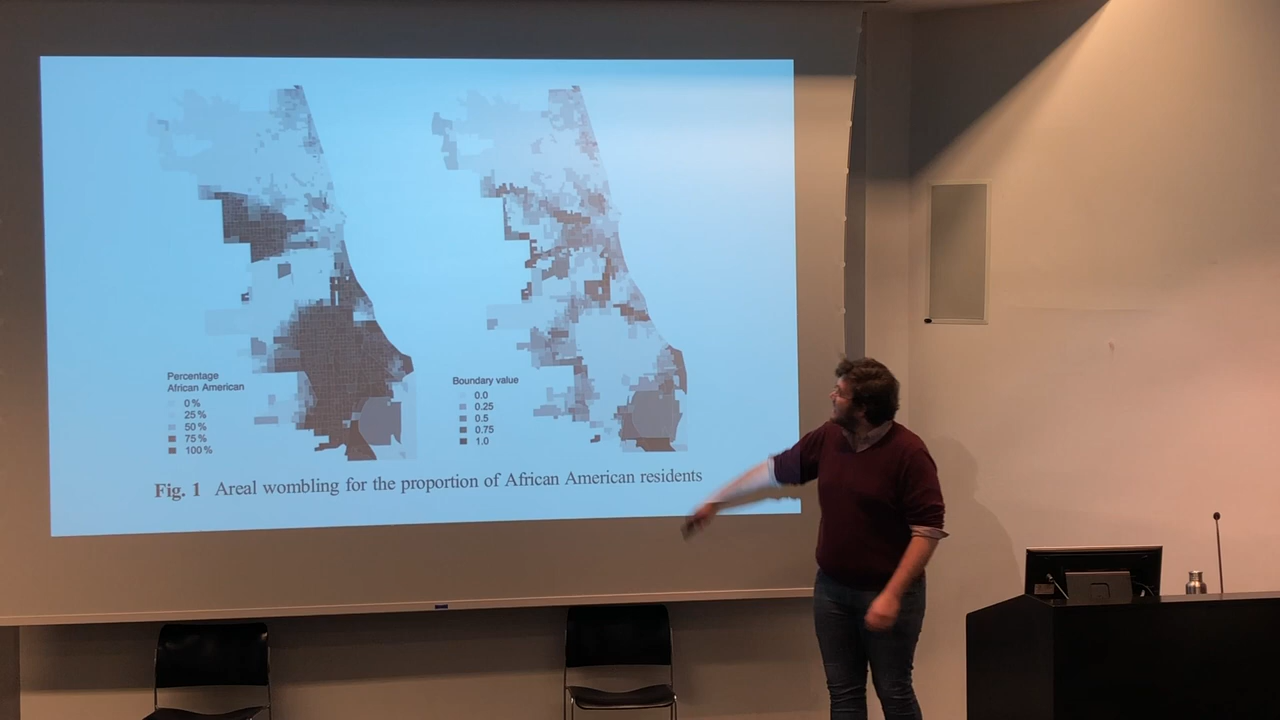 Percentage
African American
0%
25%
50%
75%
100%
Boundary value
0.0
0.25
0.5
0.75
1.0
Fig. 1 Areal wombling for the proportion of African American residents